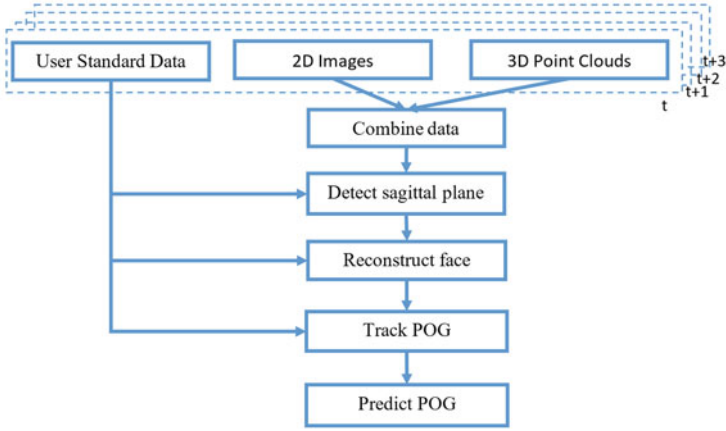 User Standard Data
2D Images
3D Point Clouds
t+3
t+2
t+1
t
Combine data
Detect sagittal plane
Reconstruct face
Track POG
Predict POG